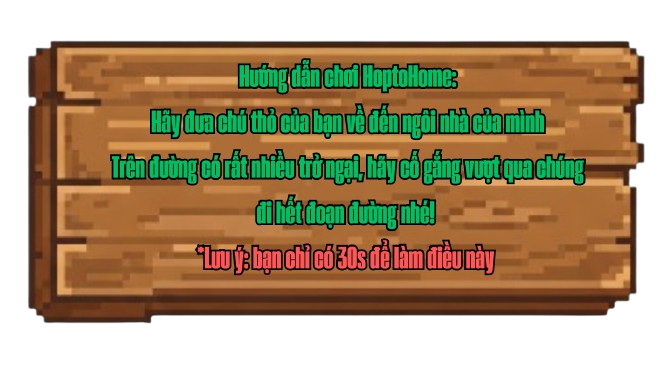 Hướng dẫn chơi HoptoHome:
Hãy đưa chú thỏ của bạn về đến ngôi nhà của mình
Trên đường có rất nhiều trở ngại, hãy cố gắng vượt qua chúng
đi hết đoạn đường nhé!
*Lưu ý: bạn chỉ có 30s để làm điều này